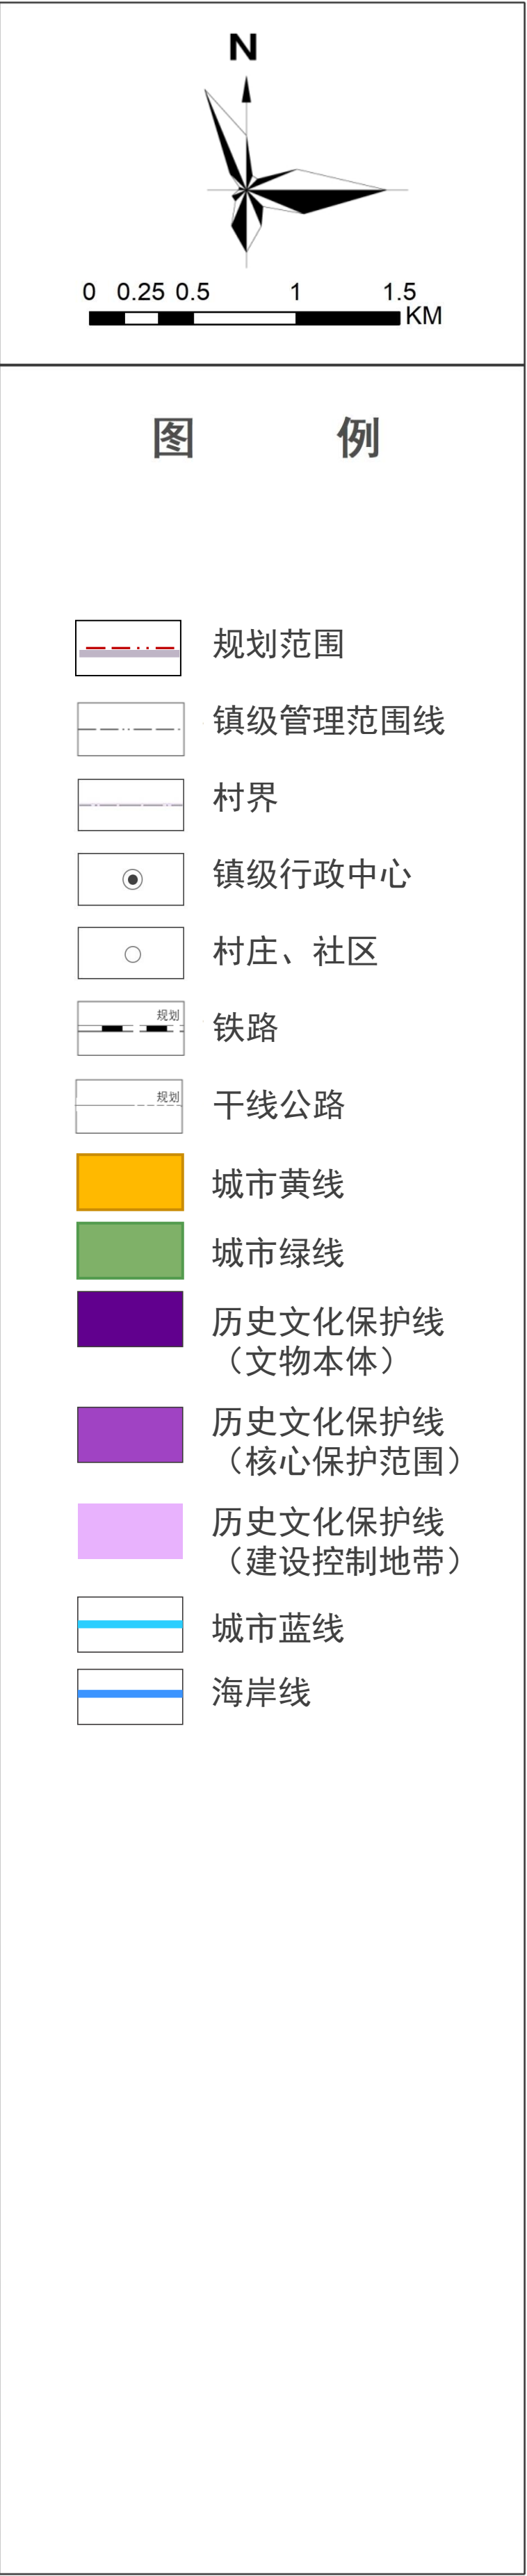 N
0 0.25 0.5 1 1.5
KM
图 例
规划范围
镇级管理范围线
村界
镇级行政中心
村庄、社区
规划
铁路
规划
干线公路
城市黄线
城市绿线
历史文化保护线
（文物本体）
历史文化保护线
（核心保护范围）
历史文化保护线
（建设控制地带）
城市蓝线
海岸线